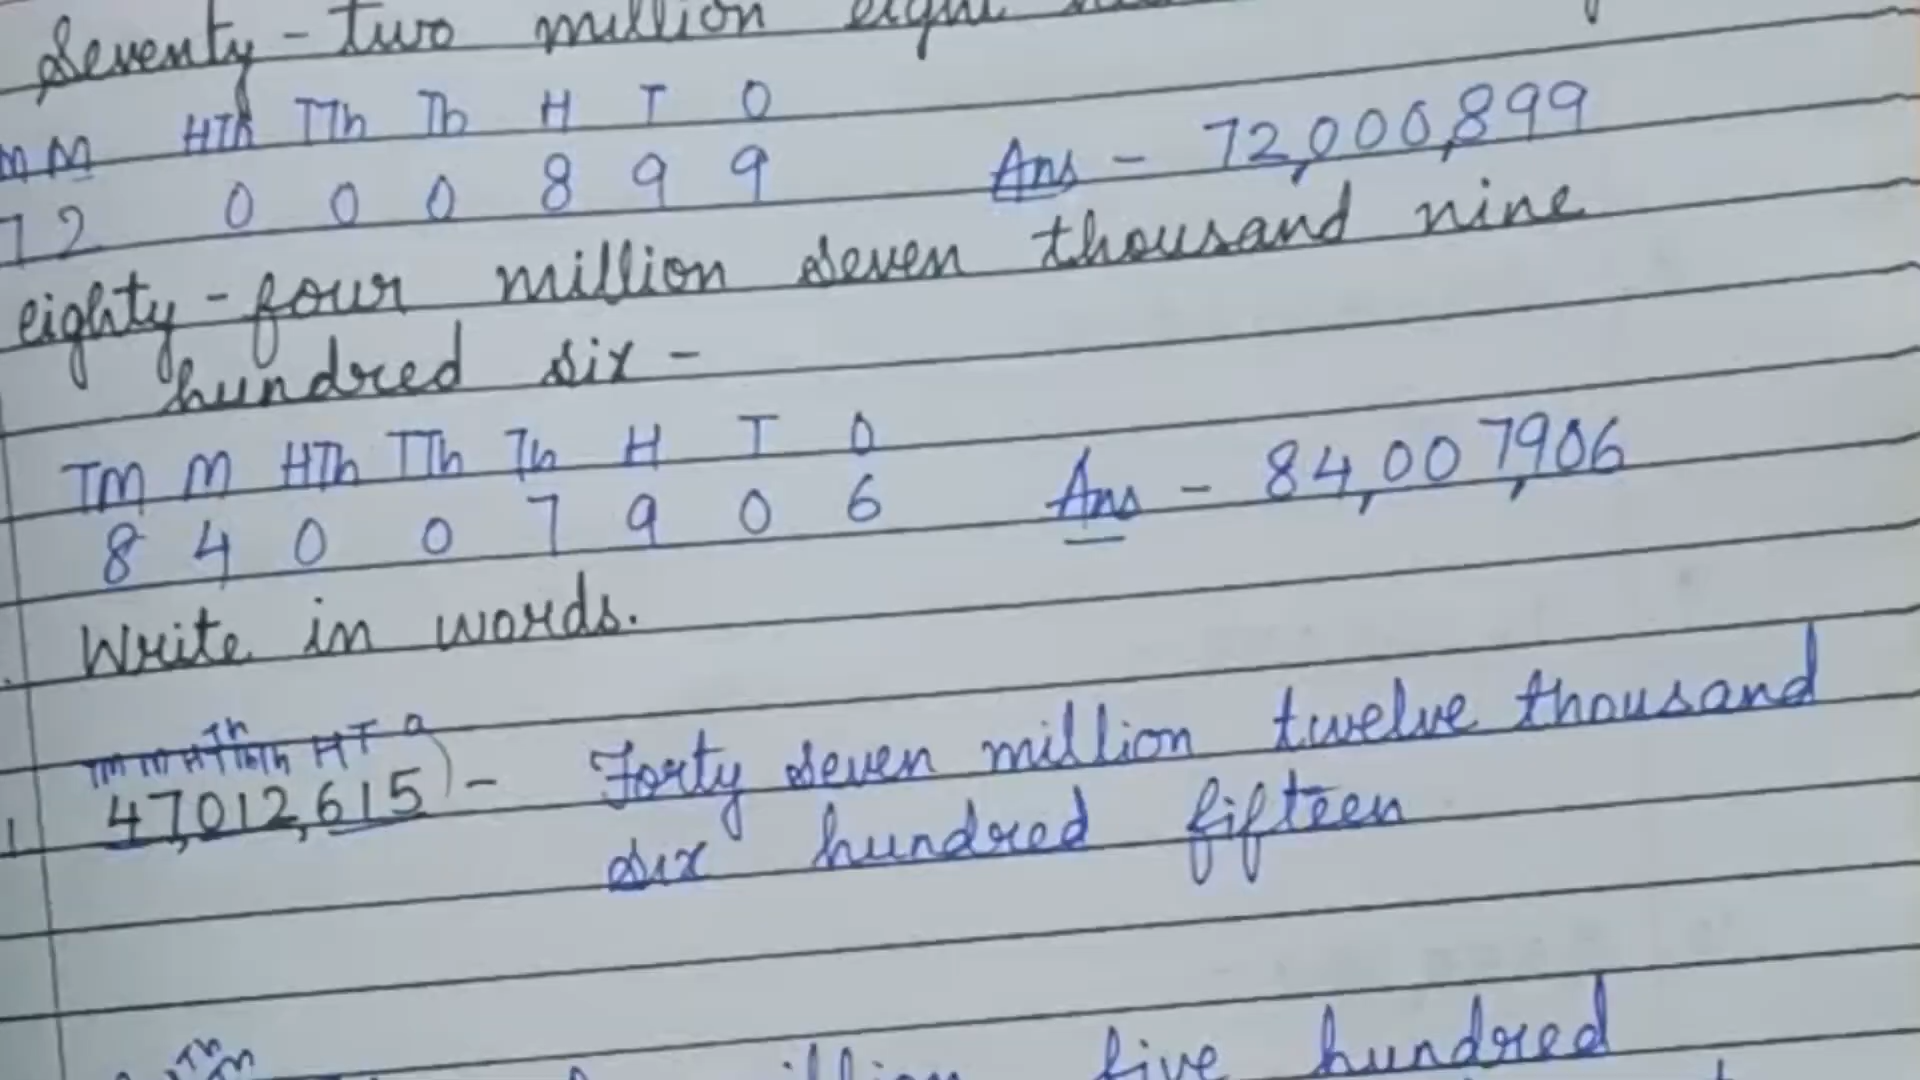 Seventy-two million eight
M HTh TTh Th H T O
72 0 0 0 8 9 9 Ans - 72,000,899
eighty-four million seven thousand nine
hundred six -
TM M HTh TTh Th H T O
8 4 0 0 7 9 0 6 Ans - 84,007,906
Write in words.
47,012,615) - Forty seven million twelve thousand
six hundred fifteen
five hundred